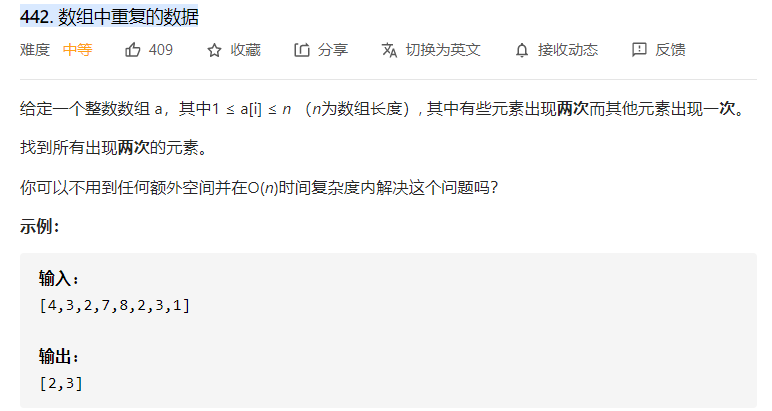 442. 数组中重复的数据
难度 中等 409 收藏 分享 切换为英文 接收动态 反馈
给定一个整数数组 a，其中1 ≤ a[i] ≤ n （n为数组长度）, 其中有些元素出现两次而其他元素出现一次。
找到所有出现两次的元素。
你可以不用到任何额外空间并在O(n)时间复杂度内解决这个问题吗？
示例：
输入：
[4,3,2,7,8,2,3,1]
输出：
[2,3]